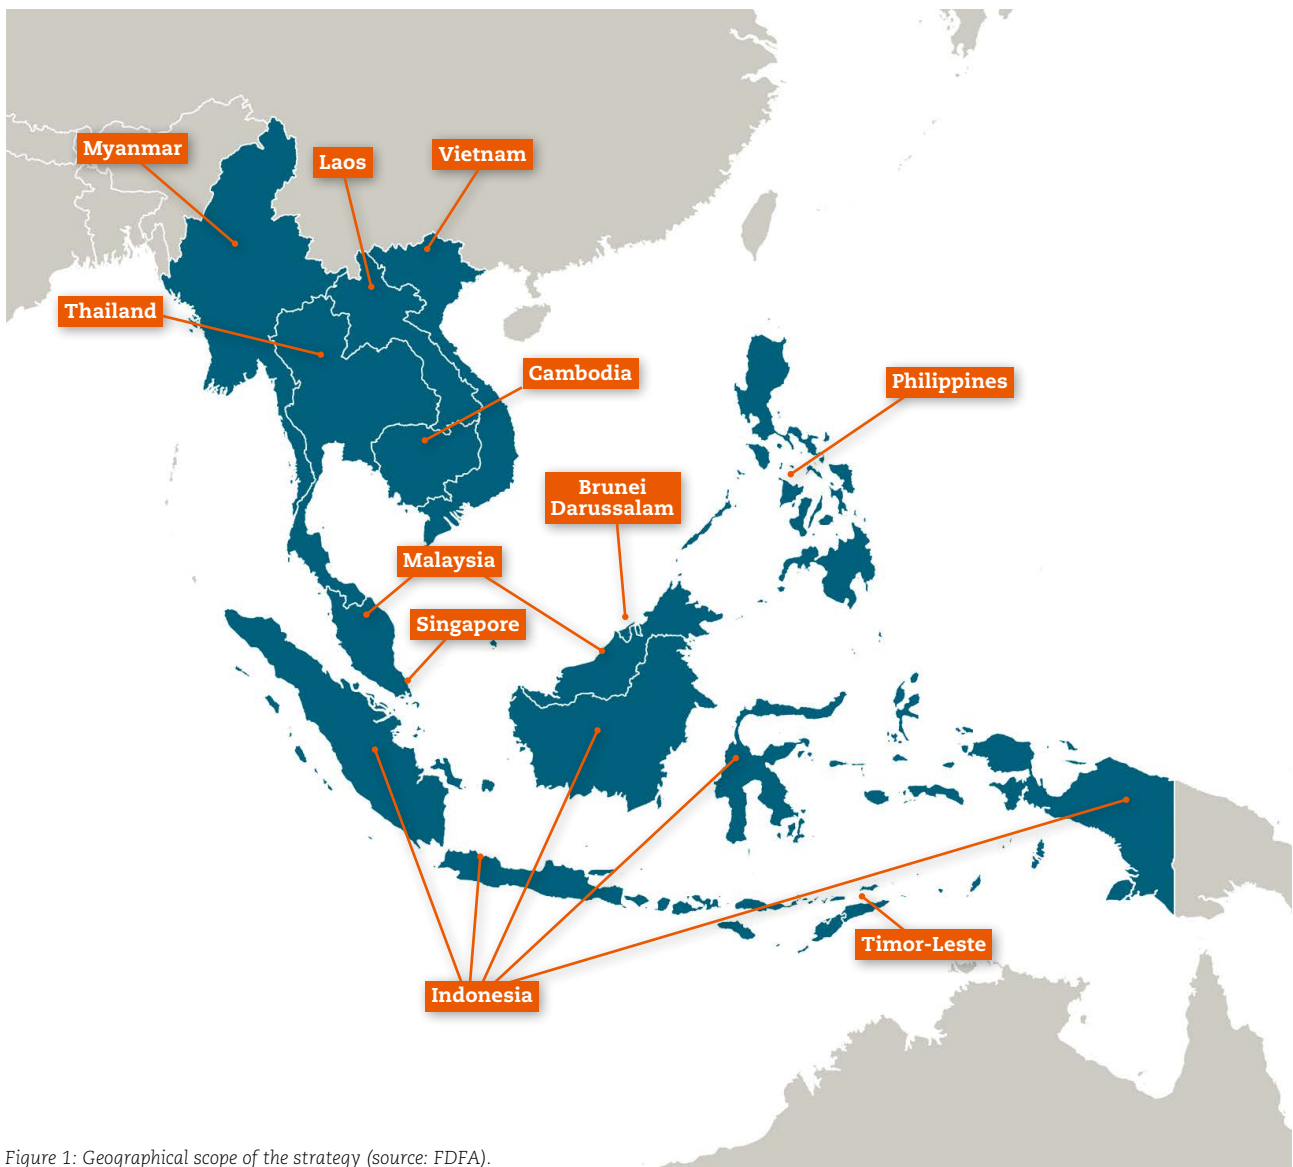 Myanmar
Laos
Vietnam
Thailand
Cambodia
Philippines
Brunei
Darussalam
Malaysia
Singapore
Timor-Leste
Indonesia
Figure 1: Geographical scope of the strategy (source: FDFA).